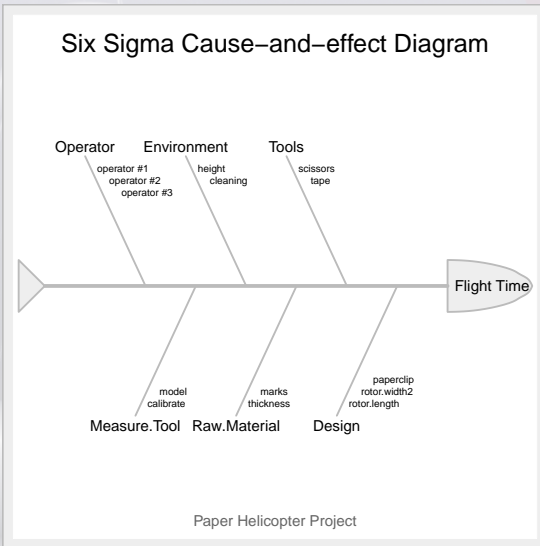 Six Sigma Cause−and−effect Diagram
Operator
Environment
Tools
operator #1
operator #2
operator #3
height
cleaning
scissors
tape
Flight Time
model
calibrate
marks
thickness
paperclip
rotor.width2
rotor.length
Measure.Tool
Raw.Material
Design
Paper Helicopter Project